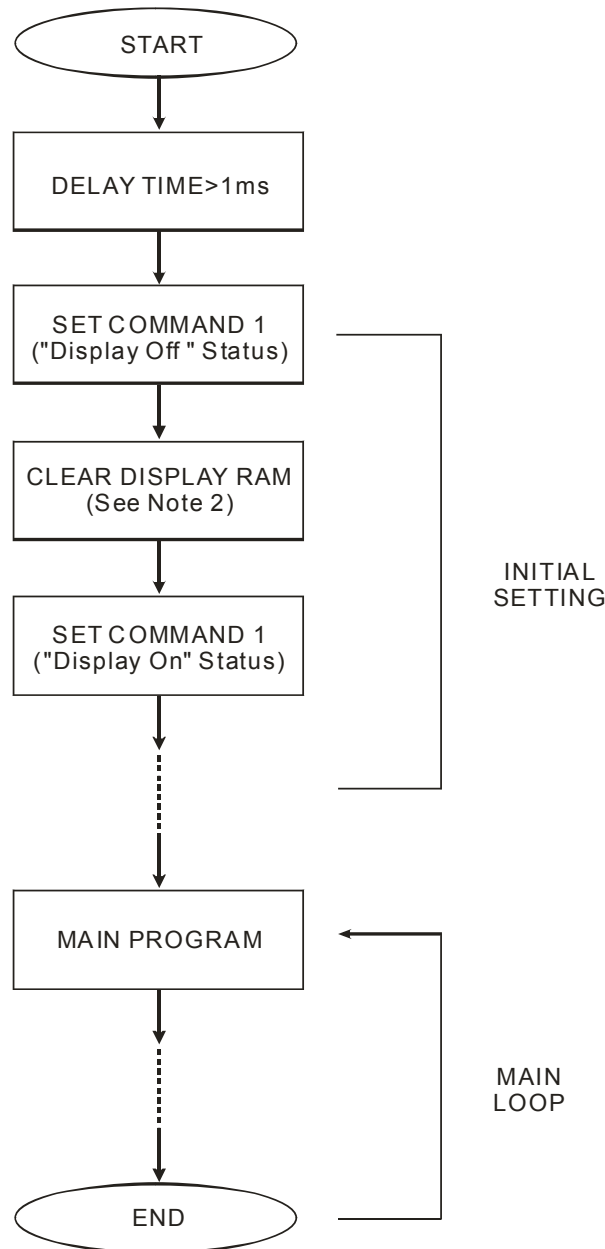 START
DELAY TIME>1ms
SET COMMAND 1
("Display Off " Status)
CLEAR DISPLAY RAM
(See Note 2)
SET COMMAND 1
("Display On" Status)
INITIAL
SETTING
MAIN PROGRAM
MAIN
LOOP
END